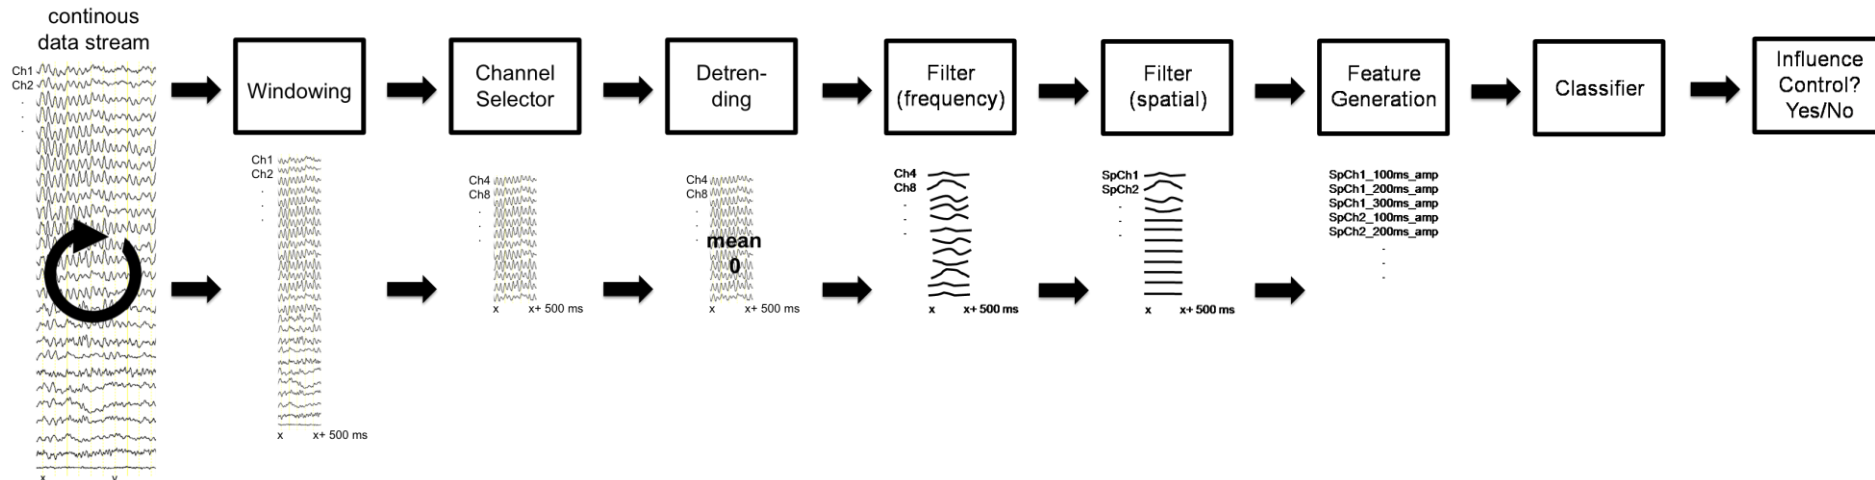 continous
data stream
Ch1
Ch2
.
.
.
x
y
Windowing
Ch1
Ch2
.
.
.
x x+ 500 ms
Channel
Selector
Ch4
Ch8
.
.
.
x x+ 500 ms
Detren-
ding
Ch4
Ch8
.
.
.
mean
0
x x+ 500 ms
Filter
(frequency)
Ch4
Ch8
.
.
.
x x+ 500 ms
Filter
(spatial)
SpCh1
SpCh2
.
.
.
x x+ 500 ms
Feature
Generation
SpCh1_100ms_amp
SpCh1_200ms_amp
SpCh1_300ms_amp
SpCh2_100ms_amp
SpCh2_200ms_amp
.
.
.
Classifier
Influence
Control?
Yes/No